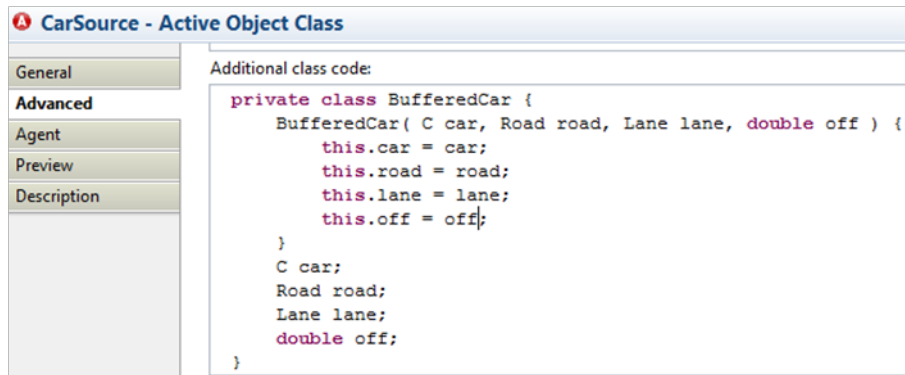 CarSource - Active Object Class
General
Advanced
Agent
Preview
Description
Additional class code:
private class BufferedCar {
BufferedCar( C car, Road road, Lane lane, double off ) {
this.car = car;
this.road = road;
this.lane = lane;
this.off = off;
}
C car;
Road road;
Lane lane;
double off;
}